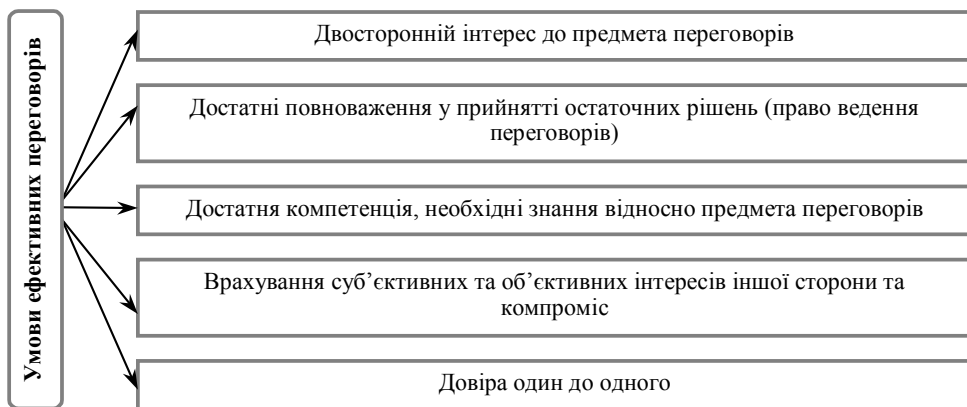 Умови ефективних переговорів
Двосторонній інтерес до предмета переговорів
Достатні повноваження у прийнятті остаточних рішень (право ведення
переговорів)
Достатня компетенція, необхідні знання відносно предмета переговорів
Врахування суб’єктивних та об’єктивних інтересів іншої сторони та
компроміс
Довіра один до одного